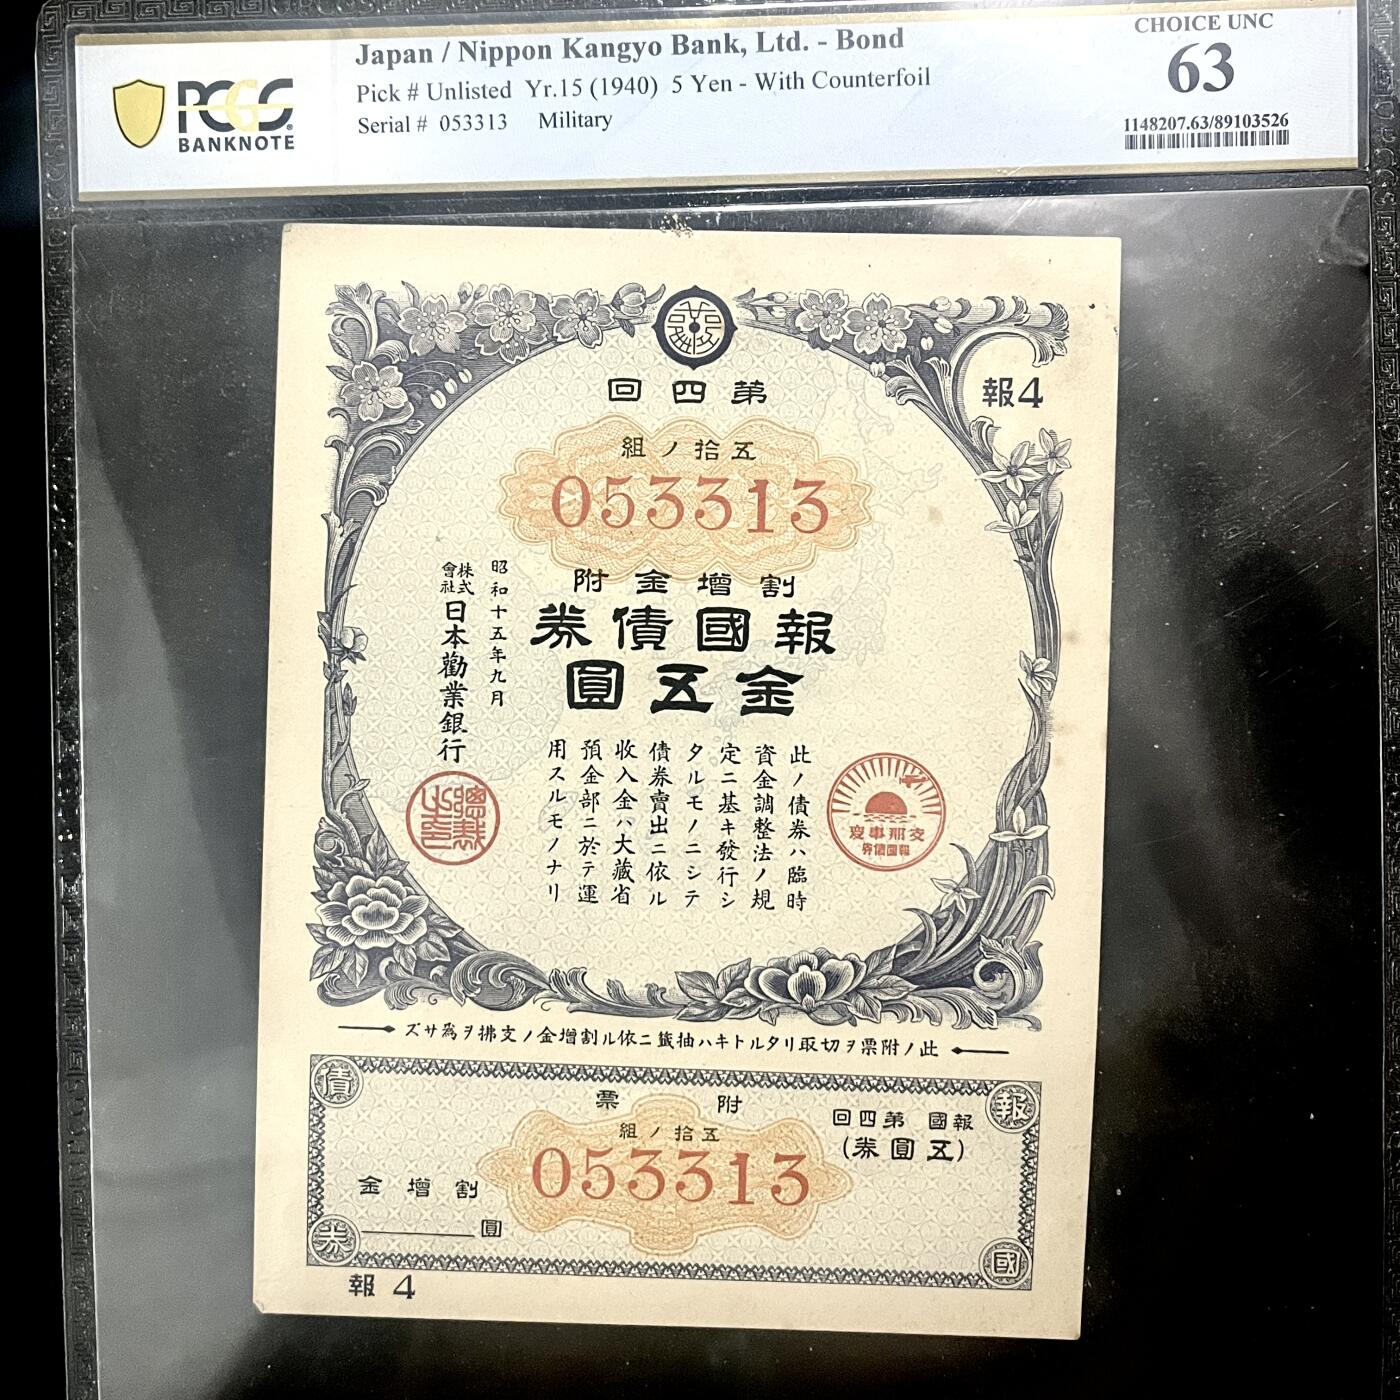 Japan / Nippon Kangyo Bank, Ltd. - Bond
Pick # Unlisted Yr.15 (1940) 5 Yen - With Counterfoil
Serial # 053313 Military
PCGS
BANKNOTE
CHOICE UNC
63
1148207.63/89103526
第四回
報4
五拾ノ組
053313
割增金附
報國債券
金五圓
此ノ債券ハ臨時
資金調整法ノ規
定ニ基キ發行シ
タルモノニシテ
債券賣出ニ依ル
收入金ハ大藏省
預金部ニ於テ運
用スルモノナリ
昭和十五年九月
株式會社日本勸業銀行
支那事變
報國債券
此ノ附票ヲ切取リタルトキハ抽籤ニ依ル割增金ノ支拂ヲ爲サズ
報
國
債
券
附票
報國 第四回
(五圓券)
五拾ノ組
053313
割增金
圓
報 4